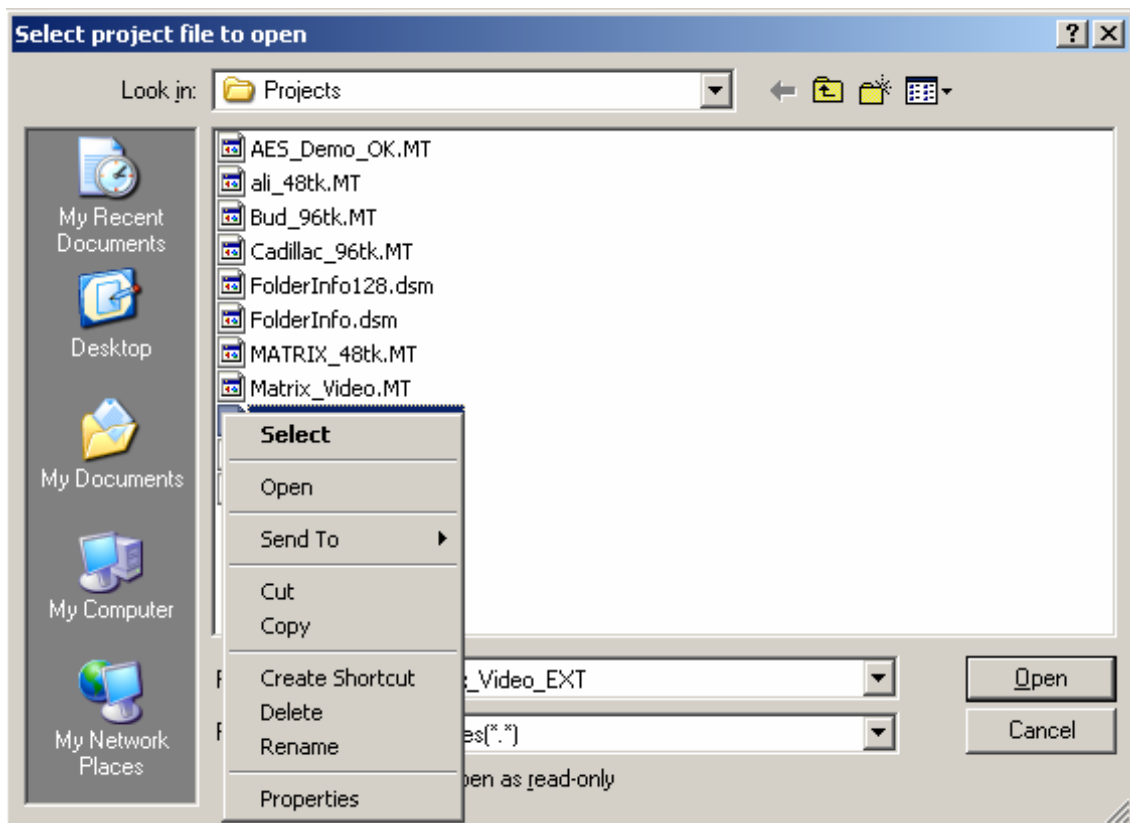 Select project file to open
Look in:
Projects
My Recent
Documents
Desktop
My Documents
My Computer
My Network
Places
AES_Demo_OK.MT
ali_48tk.MT
Bud_96tk.MT
Cadillac_96tk.MT
FolderInfo128.dsm
FolderInfo.dsm
MATRIX_48tk.MT
Matrix_Video.MT
Select
Open
Send To
Cut
Copy
Create Shortcut
Delete
Rename
Properties
_Video_EXT
Open
es(*.*)
Cancel
pen as read-only